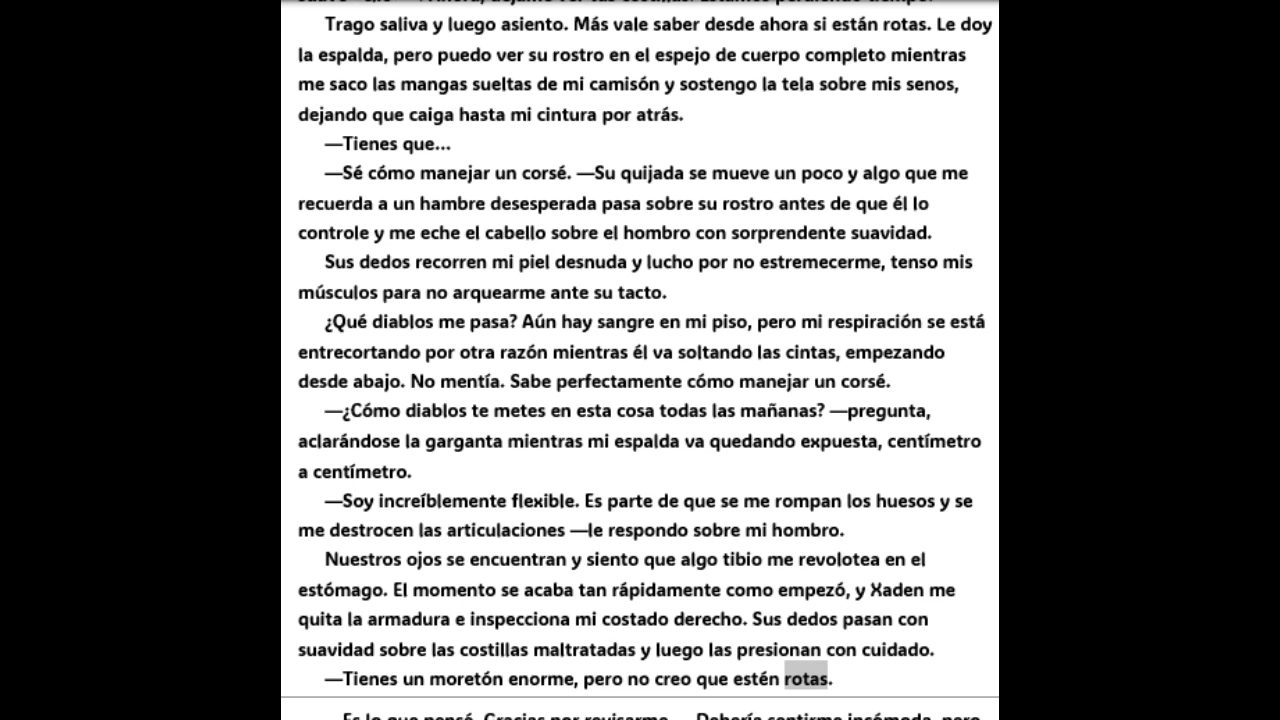 Trago saliva y luego asiento. Más vale saber desde ahora si están rotas. Le doy
la espalda, pero puedo ver su rostro en el espejo de cuerpo completo mientras
me saco las mangas sueltas de mi camisón y sostengo la tela sobre mis senos,
dejando que caiga hasta mi cintura por atrás.
—Tienes que...
—Sé cómo manejar un corsé. —Su quijada se mueve un poco y algo que me
recuerda a un hambre desesperada pasa sobre su rostro antes de que él lo
controle y me eche el cabello sobre el hombro con sorprendente suavidad.
Sus dedos recorren mi piel desnuda y lucho por no estremecerme, tenso mis
músculos para no arquearme ante su tacto.
¿Qué diablos me pasa? Aún hay sangre en mi piso, pero mi respiración se está
entrecortando por otra razón mientras él va soltando las cintas, empezando
desde abajo. No mentía. Sabe perfectamente cómo manejar un corsé.
—¿Cómo diablos te metes en esta cosa todas las mañanas? —pregunta,
aclarándose la garganta mientras mi espalda va quedando expuesta, centímetro
a centímetro.
—Soy increíblemente flexible. Es parte de que se me rompan los huesos y se
me destrocen las articulaciones —le respondo sobre mi hombro.
Nuestros ojos se encuentran y siento que algo tibio me revolotea en el
estómago. El momento se acaba tan rápidamente como empezó, y Xaden me
quita la armadura e inspecciona mi costado derecho. Sus dedos pasan con
suavidad sobre las costillas maltratadas y luego las presionan con cuidado.
—Tienes un moretón enorme, pero no creo que estén rotas.
—Es lo que pensé. Gracias por revisarme. —Debería sentirme incómoda, pero